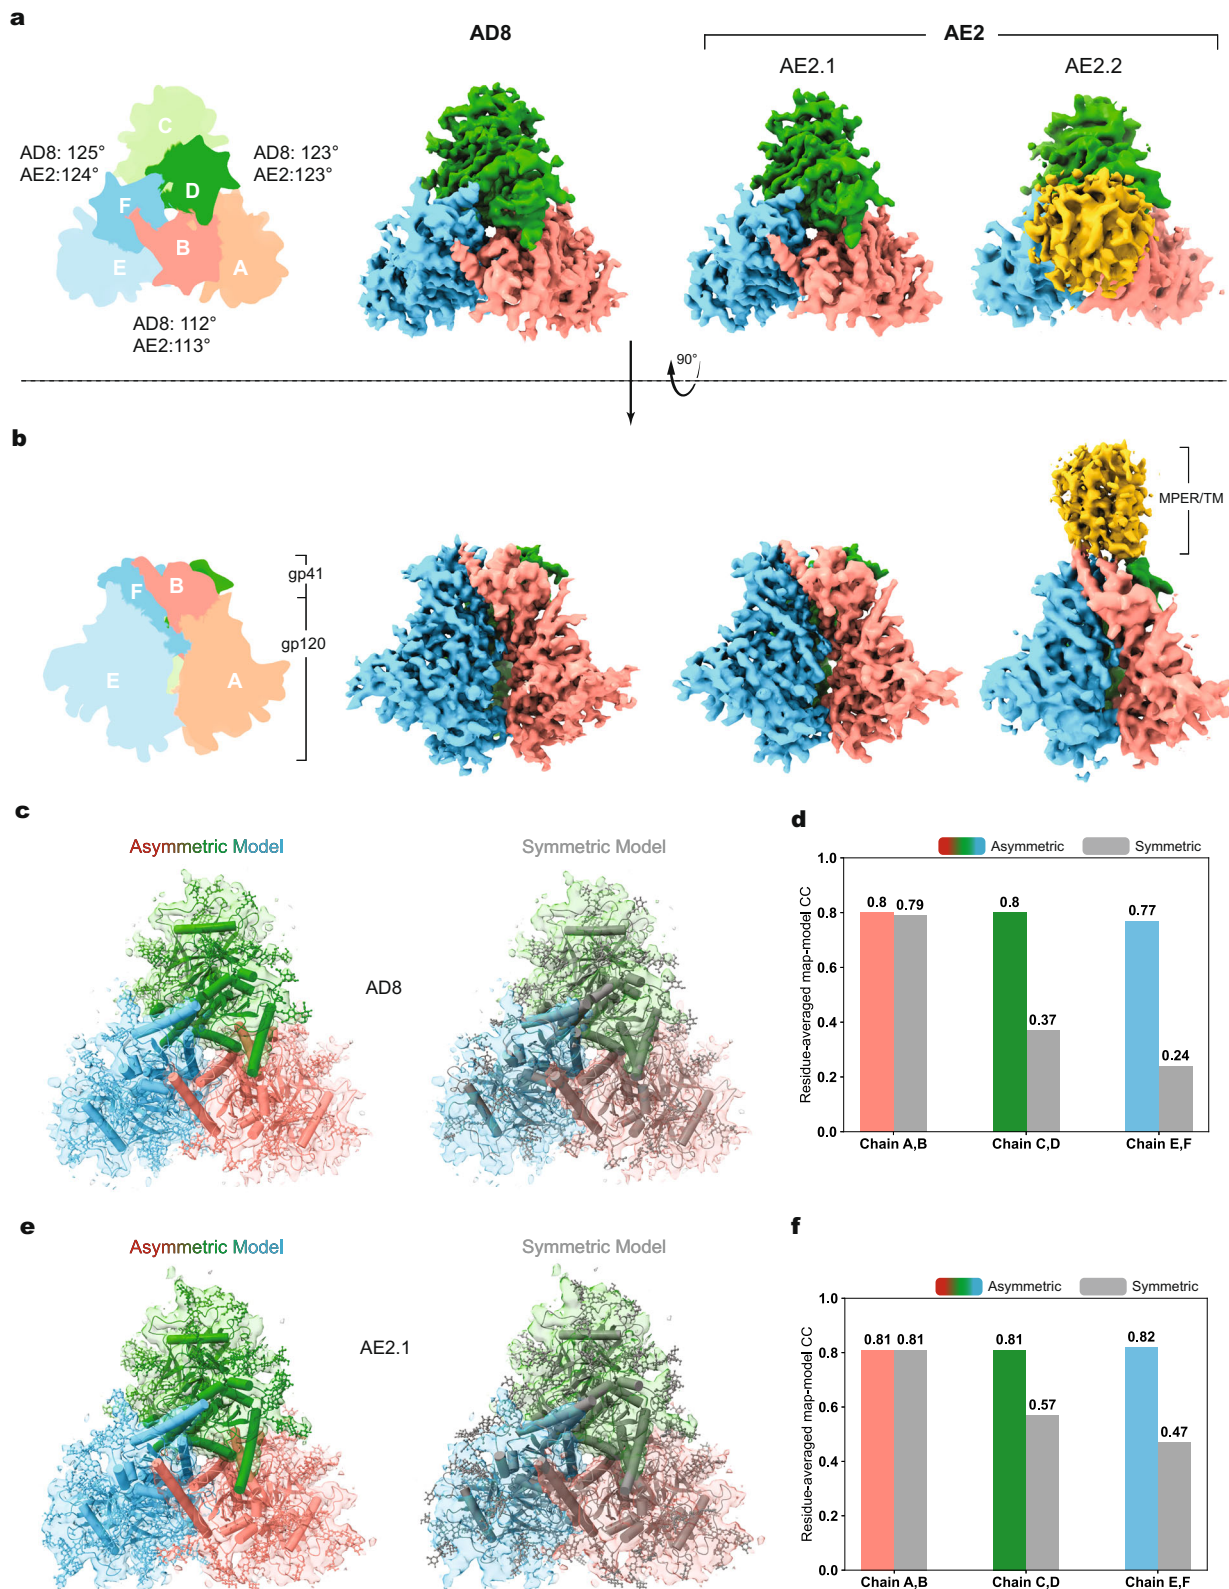 a
AD8
AE2
AE2.1
AE2.2
C
AD8: 125°
AE2:124°
AD8: 123°
AE2:123°
D
F
B
E
A
AD8: 112°
AE2:113°
90°
b
MPER/TM
gp41
F
B
gp120
E
A
c
Asymmetric Model
Symmetric Model
AD8
d
Asymmetric
Symmetric
Residue-averaged map-model CC
1.0
0.8
0.6
0.4
0.2
0.0
0.8
0.79
0.8
0.37
0.77
0.24
Chain A,B
Chain C,D
Chain E,F
e
Asymmetric Model
Symmetric Model
AE2.1
f
Asymmetric
Symmetric
Residue-averaged map-model CC
1.0
0.8
0.6
0.4
0.2
0.0
0.81
0.81
0.81
0.57
0.82
0.47
Chain A,B
Chain C,D
Chain E,F